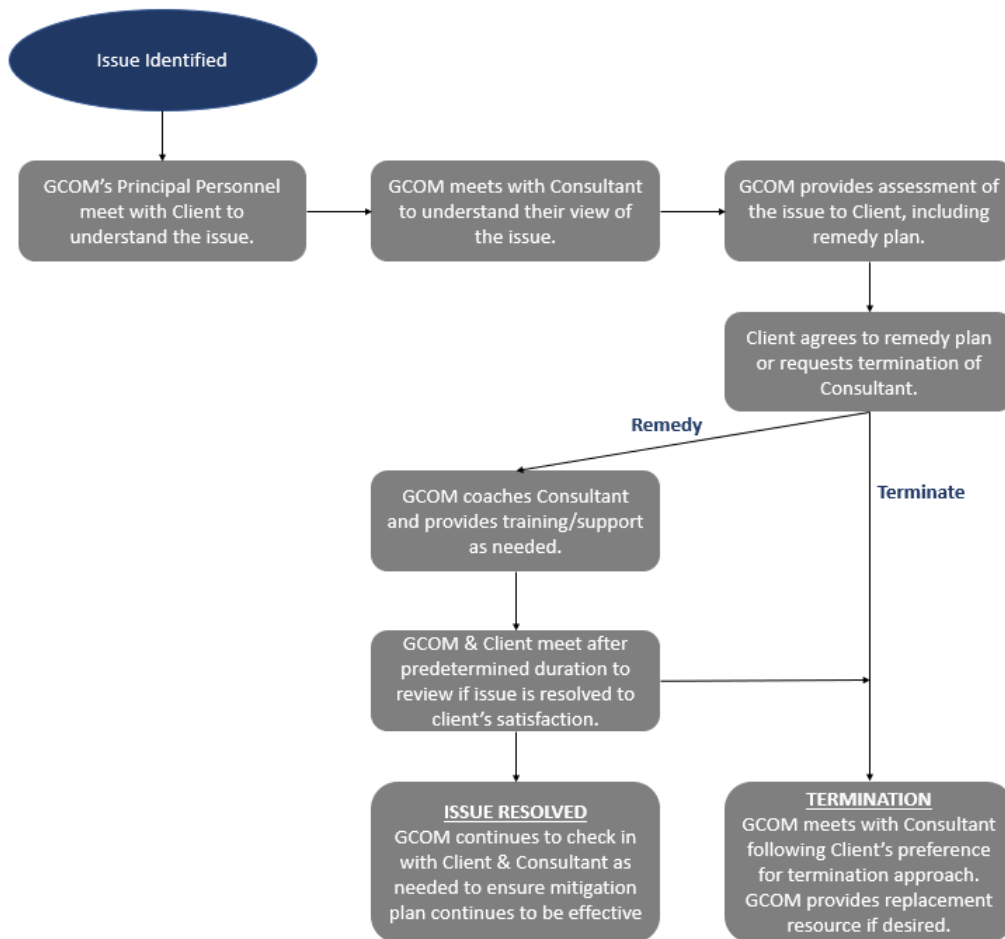 Issue Identified
GCOM’s Principal Personnel
meet with Client to
understand the issue.
GCOM meets with Consultant
to understand their view of
the issue.
GCOM provides assessment of
the issue to Client, including
remedy plan.
Client agrees to remedy plan
or requests termination of
Consultant.
Remedy
Terminate
GCOM coaches Consultant
and provides training/support
as needed.
GCOM & Client meet after
predetermined duration to
review if issue is resolved to
client’s satisfaction.
ISSUE RESOLVED
GCOM continues to check in
with Client & Consultant as
needed to ensure mitigation
plan continues to be effective
TERMINATION
GCOM meets with Consultant
following Client’s preference
for termination approach.
GCOM provides replacement
resource if desired.